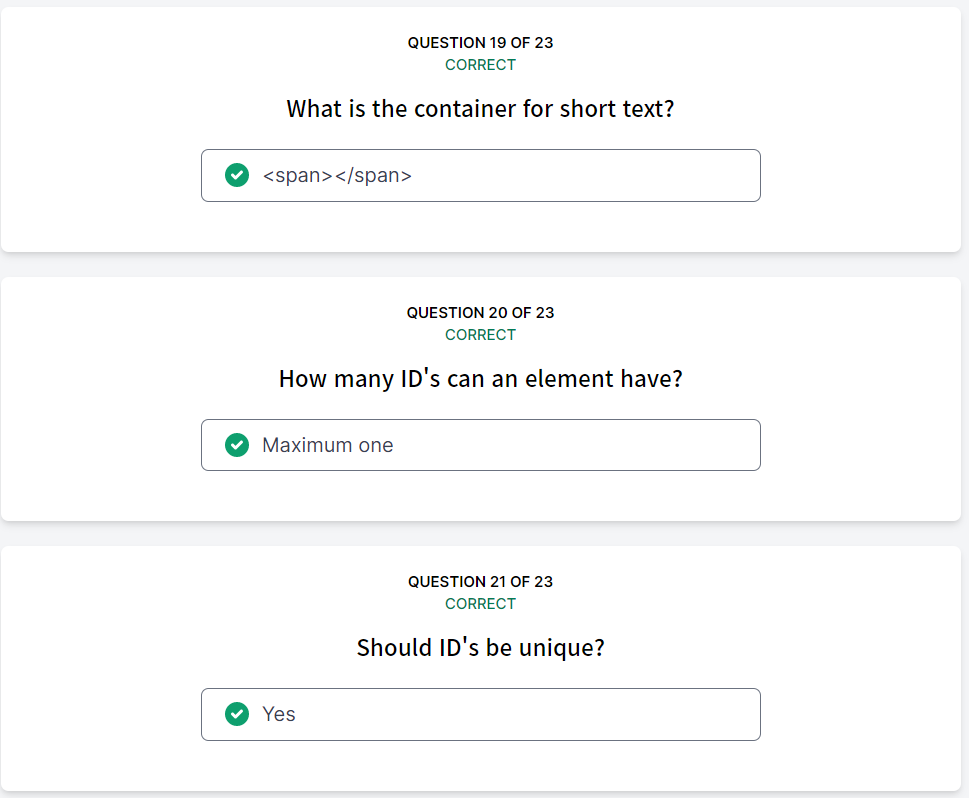 QUESTION 19 OF 23
CORRECT
What is the container for short text?
<span></span>
QUESTION 20 OF 23
CORRECT
How many ID's can an element have?
Maximum one
QUESTION 21 OF 23
CORRECT
Should ID's be unique?
Yes